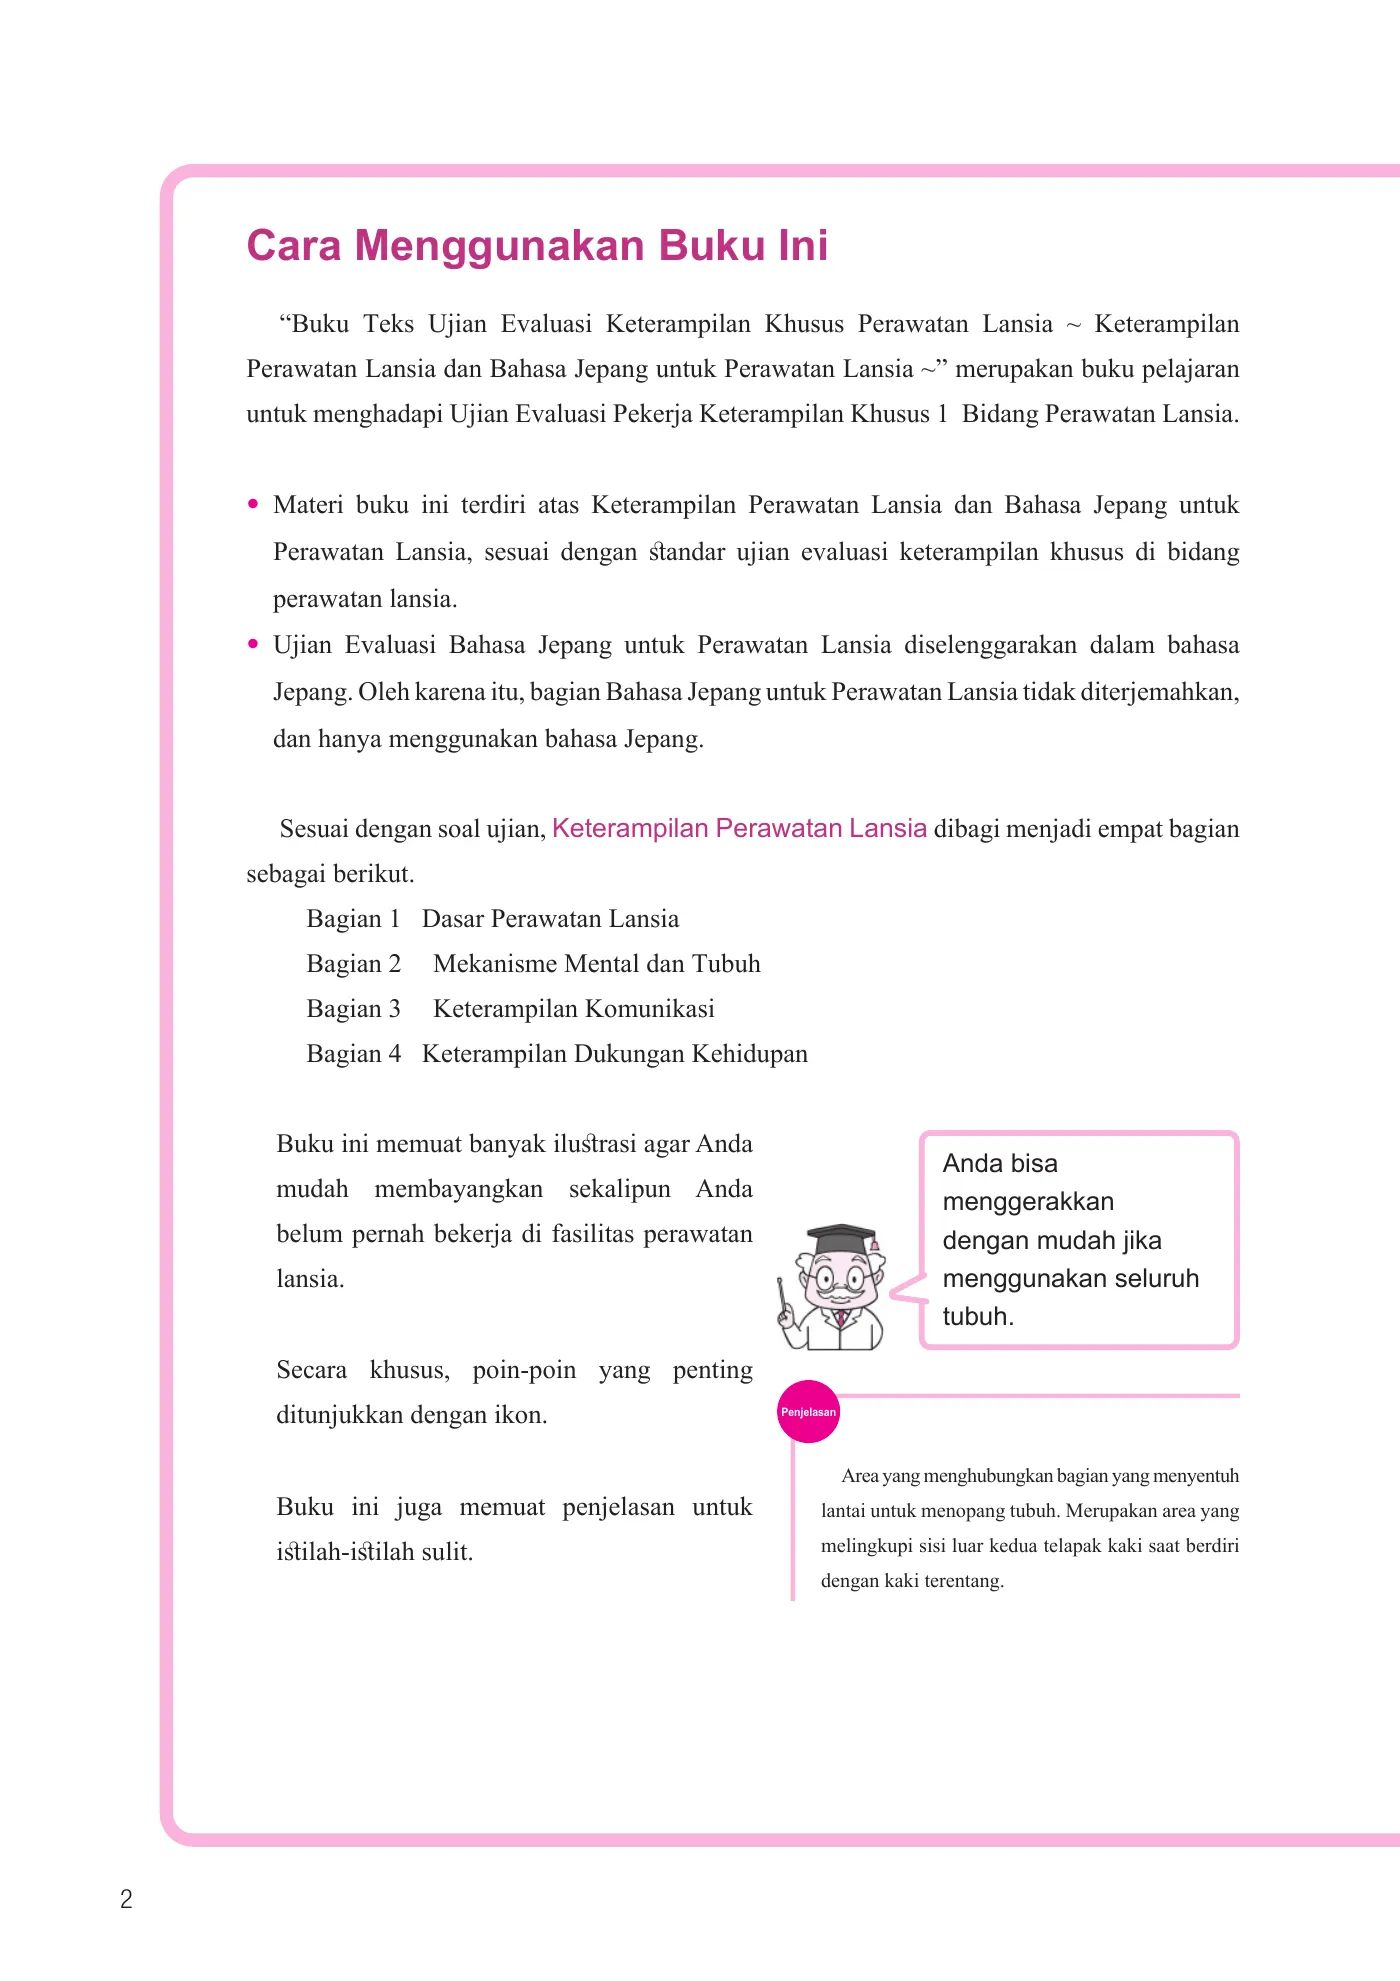 Cara Menggunakan Buku Ini
“Buku Teks Ujian Evaluasi Keterampilan Khusus Perawatan Lansia ~ Keterampilan
Perawatan Lansia dan Bahasa Jepang untuk Perawatan Lansia ~” merupakan buku pelajaran
untuk menghadapi Ujian Evaluasi Pekerja Keterampilan Khusus 1 Bidang Perawatan Lansia.
• Materi buku ini terdiri atas Keterampilan Perawatan Lansia dan Bahasa Jepang untuk
Perawatan Lansia, sesuai dengan standar ujian evaluasi keterampilan khusus di bidang
perawatan lansia.
• Ujian Evaluasi Bahasa Jepang untuk Perawatan Lansia diselenggarakan dalam bahasa
Jepang. Oleh karena itu, bagian Bahasa Jepang untuk Perawatan Lansia tidak diterjemahkan,
dan hanya menggunakan bahasa Jepang.
Sesuai dengan soal ujian, Keterampilan Perawatan Lansia dibagi menjadi empat bagian
sebagai berikut.
Bagian 1 Dasar Perawatan Lansia
Bagian 2 Mekanisme Mental dan Tubuh
Bagian 3 Keterampilan Komunikasi
Bagian 4 Keterampilan Dukungan Kehidupan
Buku ini memuat banyak ilustrasi agar Anda
mudah membayangkan sekalipun Anda
belum pernah bekerja di fasilitas perawatan
lansia.
Anda bisa
menggerakkan
dengan mudah jika
menggunakan seluruh
tubuh.
Secara khusus, poin-poin yang penting
ditunjukkan dengan ikon.
Buku ini juga memuat penjelasan untuk
istilah-istilah sulit.
Penjelasan
Area yang menghubungkan bagian yang menyentuh
lantai untuk menopang tubuh. Merupakan area yang
melingkupi sisi luar kedua telapak kaki saat berdiri
dengan kaki terentang.
2